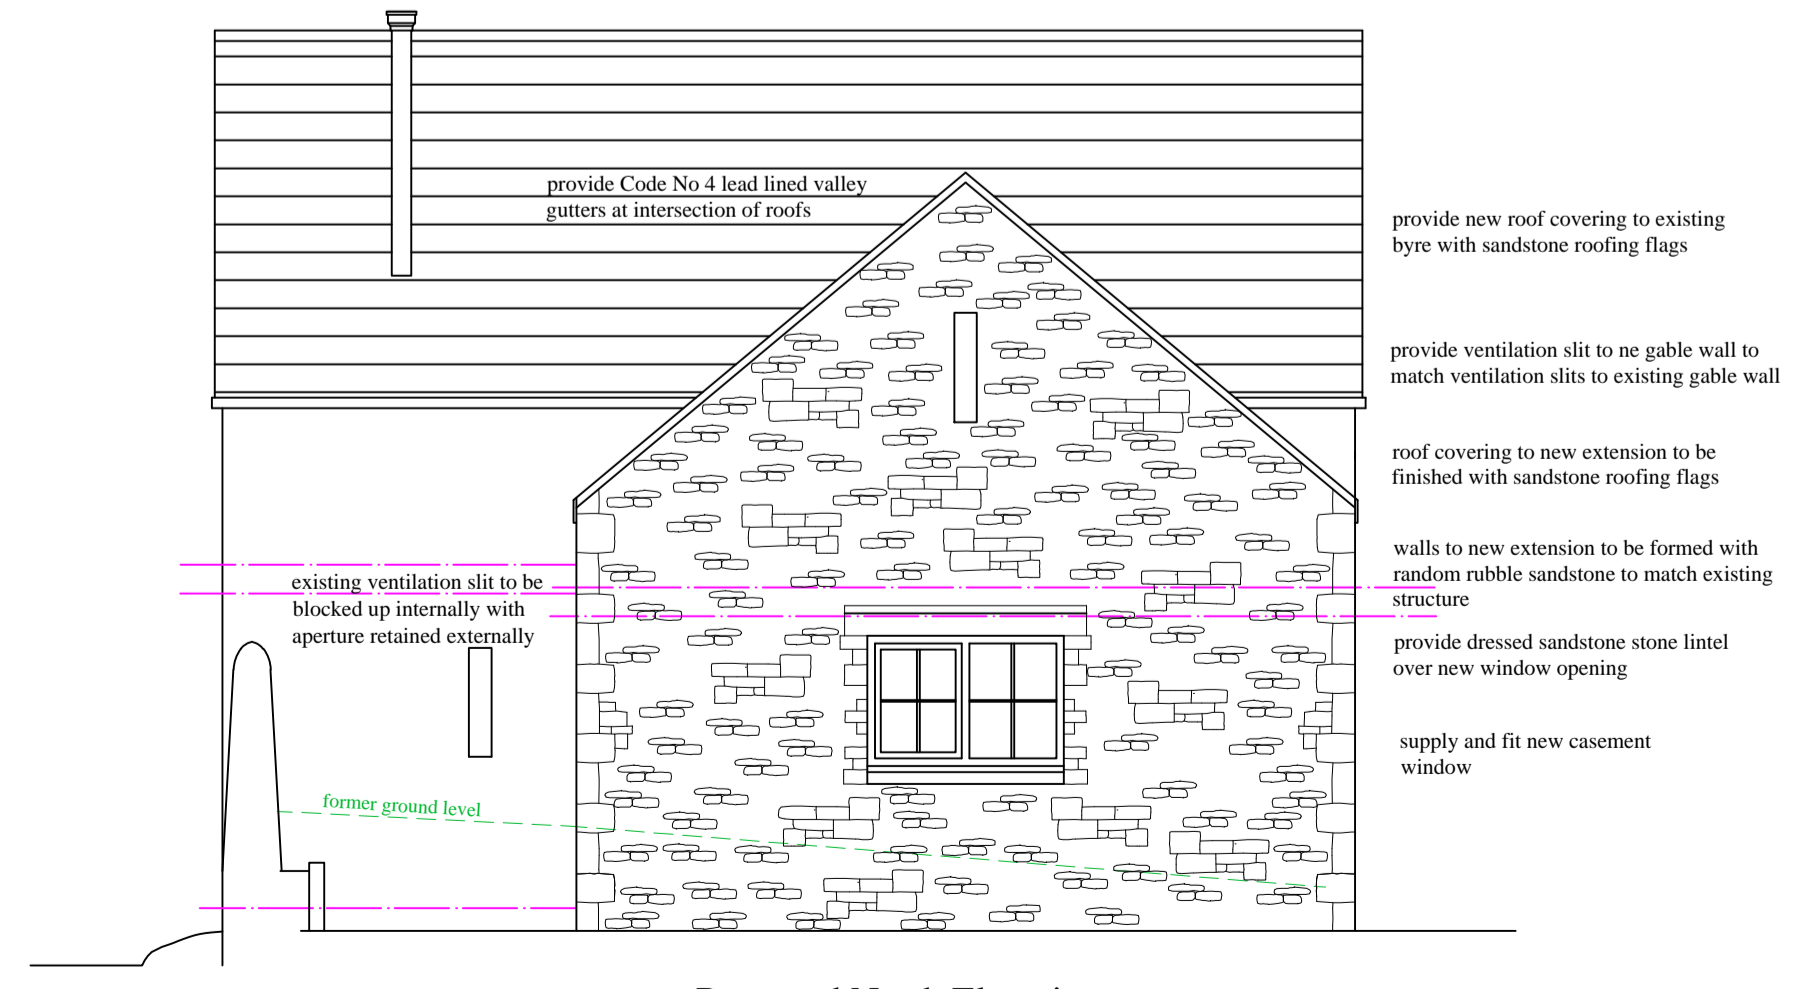 provide Code No 4 lead lined valley
gutters at intersection of roofs
provide new roof covering to existing
byre with sandstone roofing flags
provide ventilation slit to ne gable wall to
match ventilation slits to existing gable wall
roof covering to new extension to be
finished with sandstone roofing flags
walls to new extension to be formed with
random rubble sandstone to match existing
structure
existing ventilation slit to be
blocked up internally with
aperture retained externally
provide dressed sandstone stone lintel
over new window opening
supply and fit new casement
window
former ground level